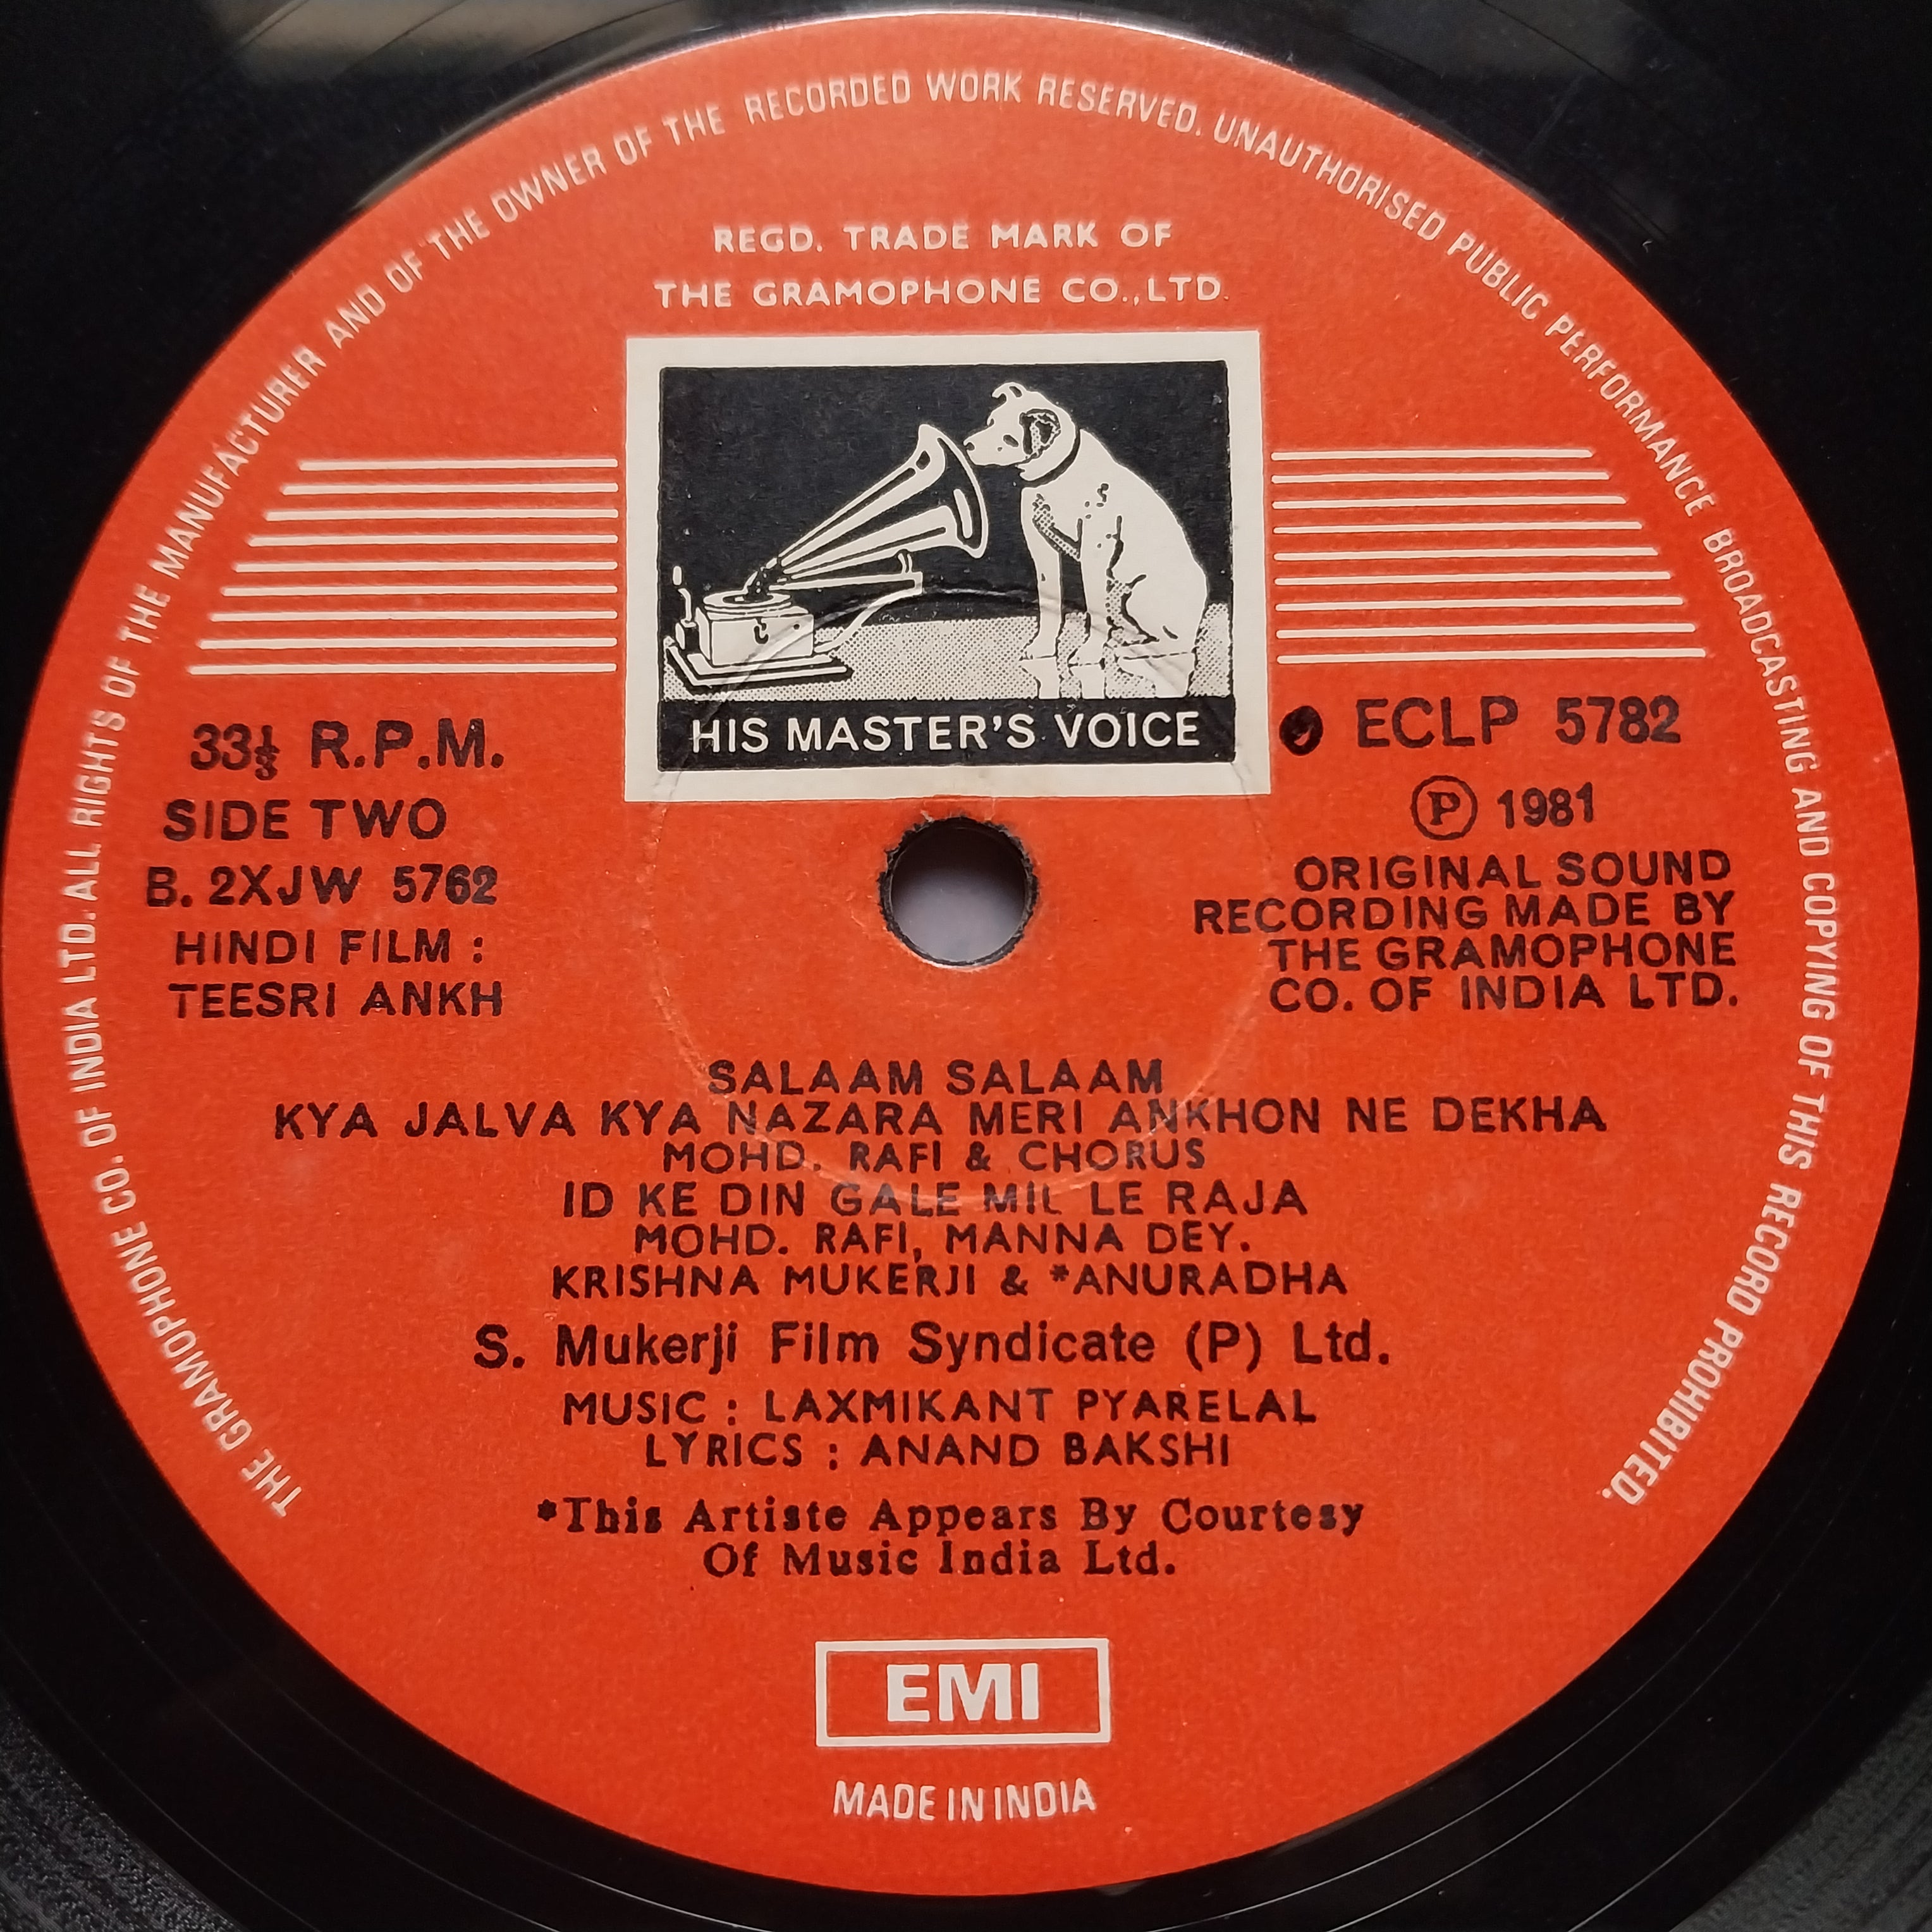 THE GRAMOPHONE CO. OF INDIA LTD. ALL RIGHTS OF THE MANUFACTURER AND OF THE OWNER OF THE RECORDED WORK RESERVED. UNAUTHORISED PUBLIC PERFORMANCE BROADCASTING AND COPYING OF THIS RECORD PROHIBITED.
REGD. TRADE MARK OF
THE GRAMOPHONE CO., LTD.
HIS MASTER'S VOICE
33⅓ R.P.M.
SIDE TWO
B. 2XJW 5762
HINDI FILM :
TEESRI ANKH
ECLP 5782
Ⓟ 1981
ORIGINAL SOUND
RECORDING MADE BY
THE GRAMOPHONE
CO. OF INDIA LTD.
SALAAM SALAAM
KYA JALVA KYA NAZARA MERI ANKHON NE DEKHA
MOHD. RAFI & CHORUS
ID KE DIN GALE MIL LE RAJA
MOHD. RAFI, MANNA DEY.
KRISHNA MUKERJI & *ANURADHA
S. Mukerji Film Syndicate (P) Ltd.
MUSIC : LAXMIKANT PYARELAL
LYRICS : ANAND BAKSHI
*This Artiste Appears By Courtesy
Of Music India Ltd.
EMI
MADE IN INDIA